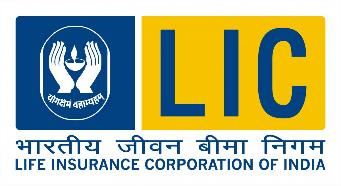 योगक्षेमं वहाम्यहम्
LIC
भारतीय जीवन बीमा निगम
LIFE INSURANCE CORPORATION OF INDIA